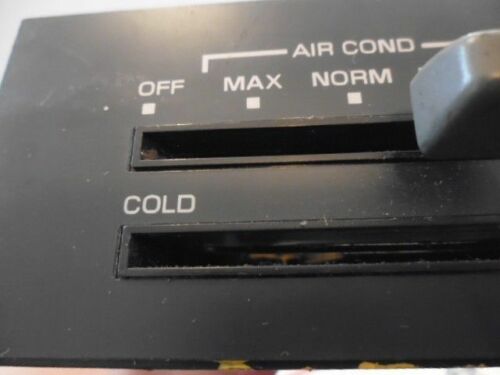 AIR COND
OFF MAX NORM
COLD